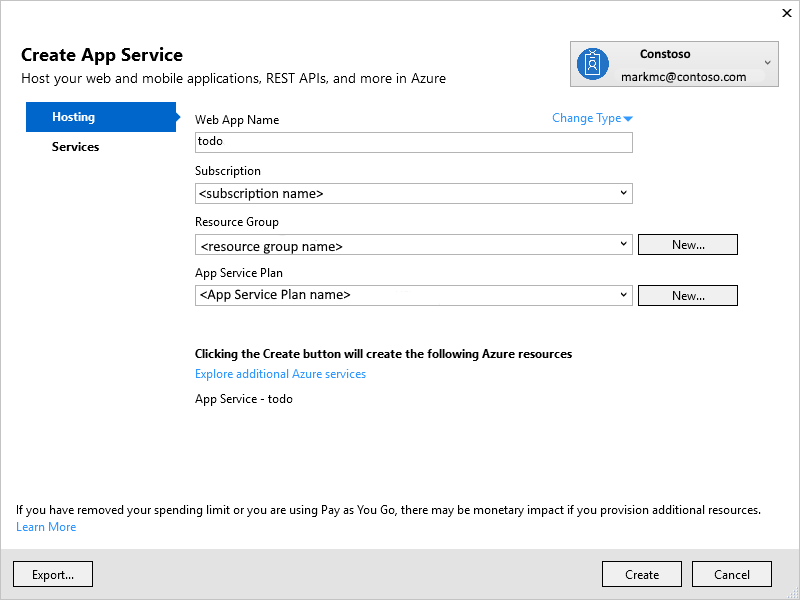 Create App Service
Host your web and mobile applications, REST APIs, and more in Azure
Constoso
markmc@contoso.com
Hosting
Services
Web App Name
Change Type
todo
Subscription
<subscription name>
Resource Group
<resource group name>
New...
App Service Plan
<App Service Plan name>
New...
Clicking the Create button will create the following Azure resources
Explore additional Azure services
App Service - todo
If you have removed your spending limit or you are using Pay as You Go, there may be monetary impact if you provision additional resources.
Learn More
Export...
Create
Cancel